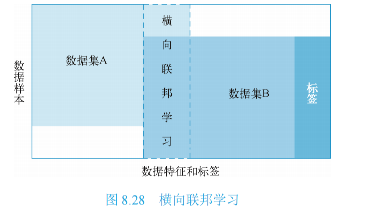 横向联邦学习
数据集A
数据集B
标签
数据样本
数据特征和标签
图 8.28 横向联邦学习